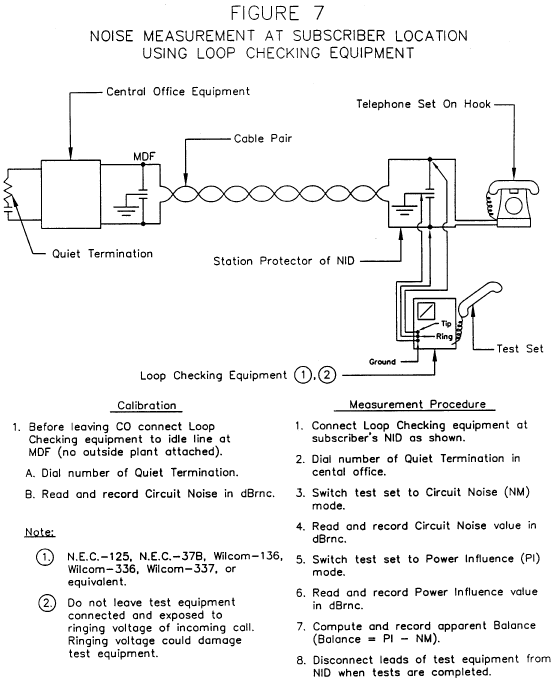 FIGURE 7
NOISE MEASUREMENT AT SUBSCRIBER LOCATION
USING LOOP CHECKING EQUIPMENT
Central Office Equipment
Telephone Set On Hook
Cable Pair
MDF
Quiet Termination
Station Protector of NID
Tip
Ring
Ground
Test Set
Loop Checking Equipment 1, 2
Calibration
1. Before leaving CO connect Loop
Checking equipment to idle line at
MDF (no outside plant attached).
A. Dial number of Quiet Termination.
B. Read and record Circuit Noise in dBrnc.
Note:
1. N.E.C.-125, N.E.C.-37B, Wilcom-136,
Wilcom-336, Wilcom-337, or
equivalent.
2. Do not leave test equipment
connected and exposed to
ringing voltage of incoming call.
Ringing voltage could damage
test equipment.
Measurement Procedure
1. Connect Loop Checking equipment at
subscriber's NID as shown.
2. Dial number of Quiet Termination in
cental office.
3. Switch test set to Circuit Noise (NM)
mode.
4. Read and record Circuit Noise value in
dBrnc.
5. Switch test set to Power Influence (PI)
mode.
6. Read and record Power Influence value
in dBrnc.
7. Compute and record apparent Balance
(Balance = PI - NM).
8. Disconnect leads of test equipment from
NID when tests are completed.